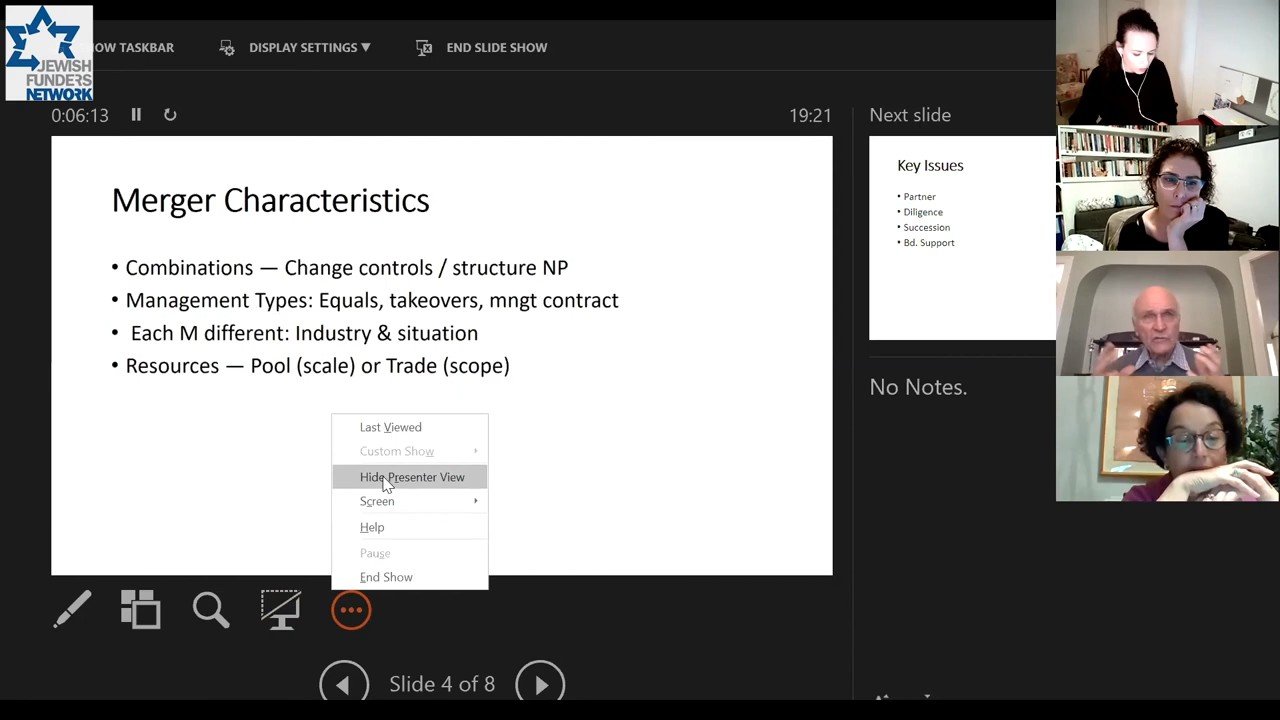 JEWISH
FUNDERS
NETWORK
OW TASKBAR
DISPLAY SETTINGS ▼
END SLIDE SHOW
0:06:13
19:21
Merger Characteristics
• Combinations — Change controls / structure NP
• Management Types: Equals, takeovers, mngt contract
• Each M different: Industry & situation
• Resources — Pool (scale) or Trade (scope)
Last Viewed
Custom Show
Hide Presenter View
Screen
Help
Pause
End Show
Slide 4 of 8
Next slide
Key Issues
• Partner
• Diligence
• Succession
• Bd. Support
No Notes.